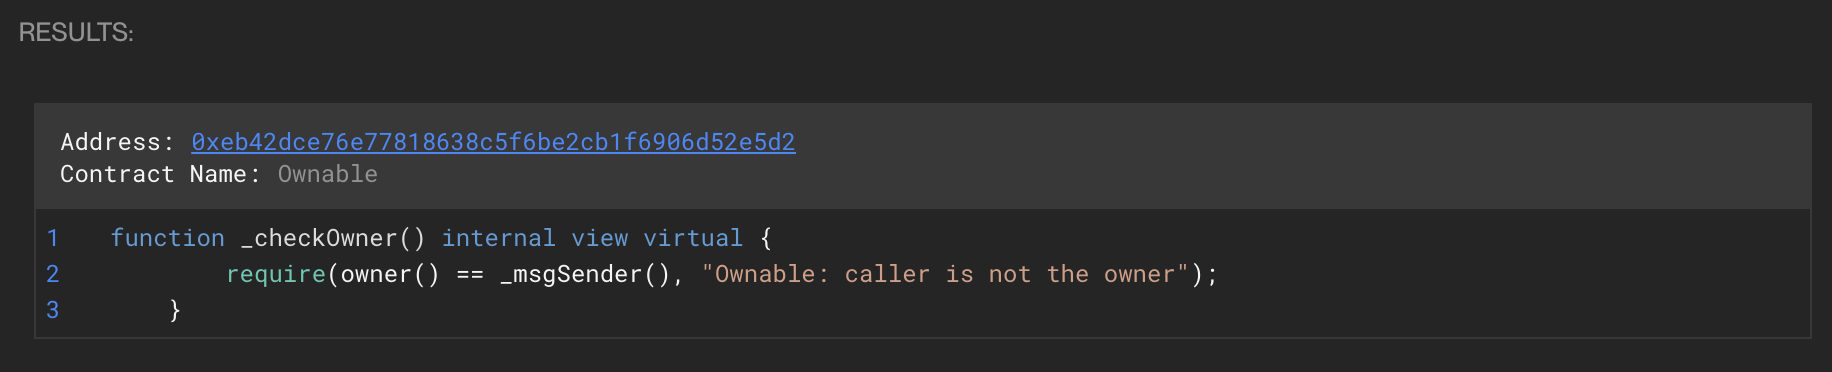 RESULTS:
Address: 0xeb42dce76e77818638c5f6be2cb1f6906d52e5d2
Contract Name: Ownable
1 function _checkOwner() internal view virtual {
2 require(owner() == _msgSender(), "Ownable: caller is not the owner");
3 }